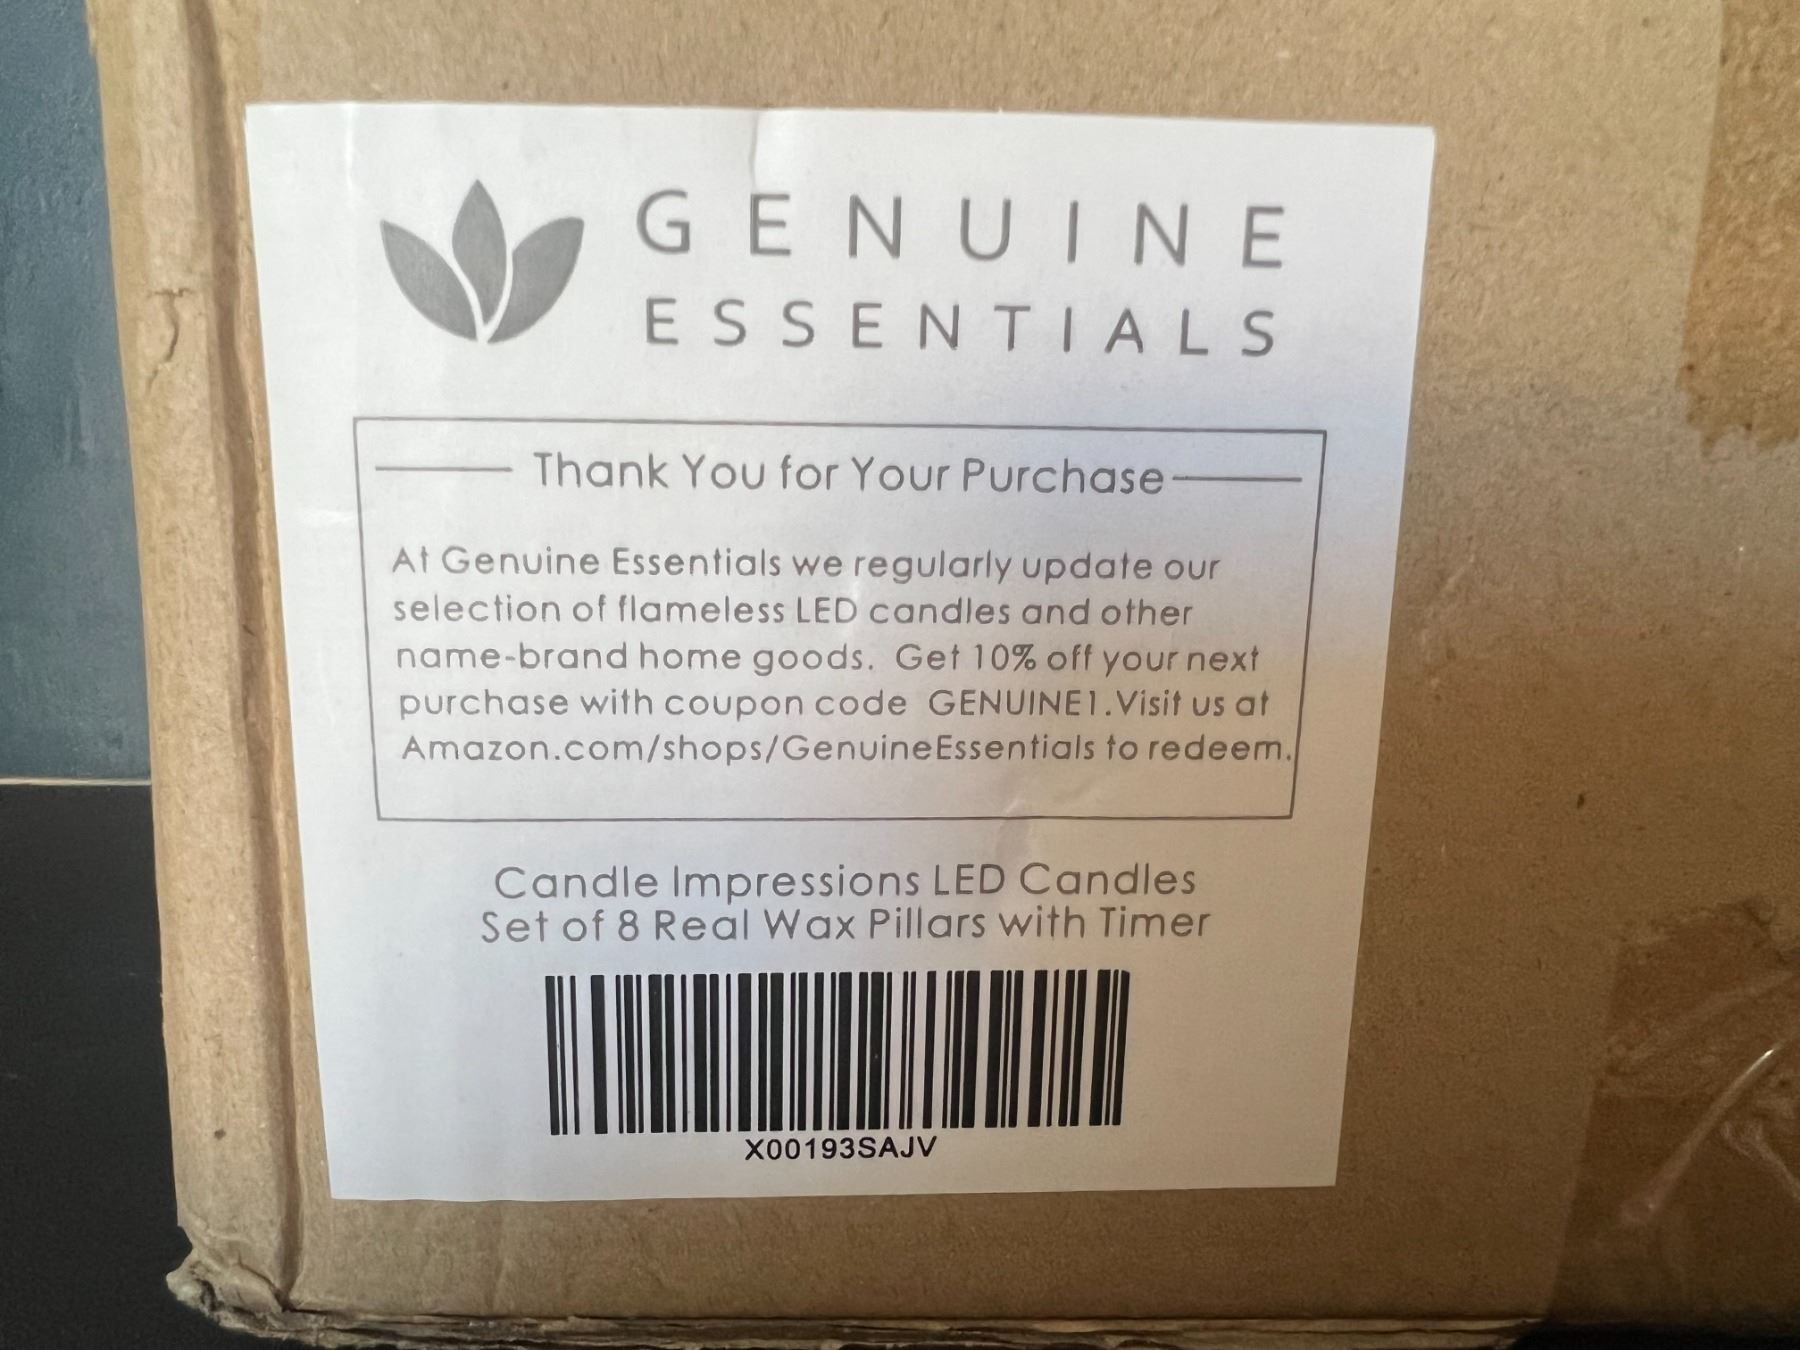 GENUINE
ESSENTIALS
Thank You for Your Purchase
At Genuine Essentials we regularly update our
selection of flameless LED candles and other
name-brand home goods. Get 10% off your next
purchase with coupon code GENUINE1. Visit us at
Amazon.com/shops/GenuineEssentials to redeem.
Candle Impressions LED Candles
Set of 8 Real Wax Pillars with Timer
X00193SAJV